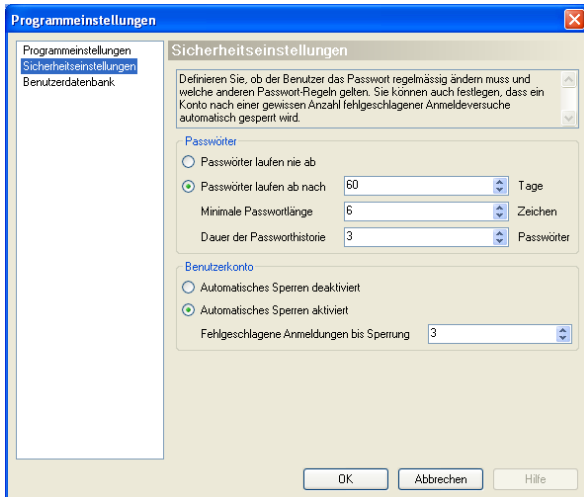 Programmeinstellungen
Programmeinstellungen
Sicherheitseinstellungen
Benutzerdatenbank
Sicherheitseinstellungen
Definieren Sie, ob der Benutzer das Passwort regelmässig ändern muss und
welche anderen Passwort-Regeln gelten. Sie können auch festlegen, dass ein
Konto nach einer gewissen Anzahl fehlgeschlagener Anmeldeversuche
automatisch gesperrt wird.
Passwörter
Passwörter laufen nie ab
Passwörter laufen ab nach 60 Tage
Minimale Passwortlänge 6 Zeichen
Dauer der Passworthistorie 3 Passwörter
Benutzerkonto
Automatisches Sperren deaktiviert
Automatisches Sperren aktiviert
Fehlgeschlagene Anmeldungen bis Sperrung 3
OK Abbrechen Hilfe